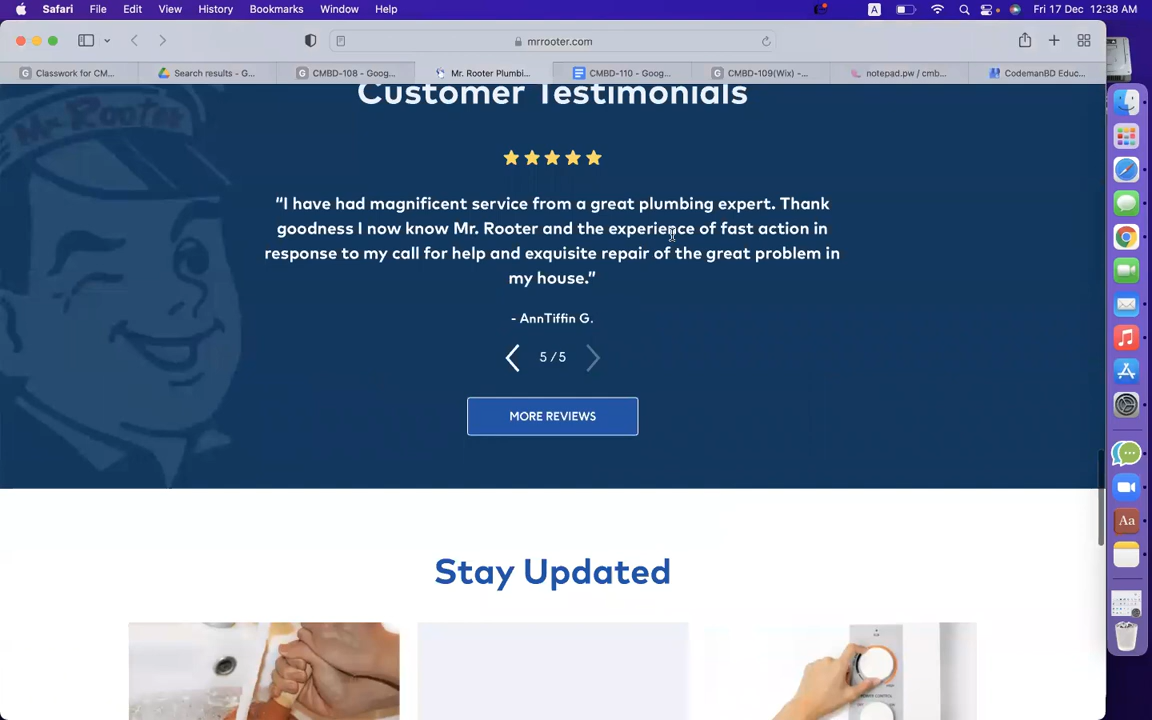 Safari File Edit View History Bookmarks Window Help A Fri 17 Dec 12:38 AM
mrrooter.com
Classwork for CM... Search results - G... CMBD-108 - Goog... Mr. Rooter Plumbi... CMBD-110 - Goog... CMBD-109(Wix) -... notepad.pw / cmb... CodemanBD Educ...
Mr Rooter
Customer Testimonials
“I have had magnificent service from a great plumbing expert. Thank
goodness I now know Mr. Rooter and the experience of fast action in
response to my call for help and exquisite repair of the great problem in
my house.”
- AnnTiffin G.
5 / 5
MORE REVIEWS
Aa
Stay Updated